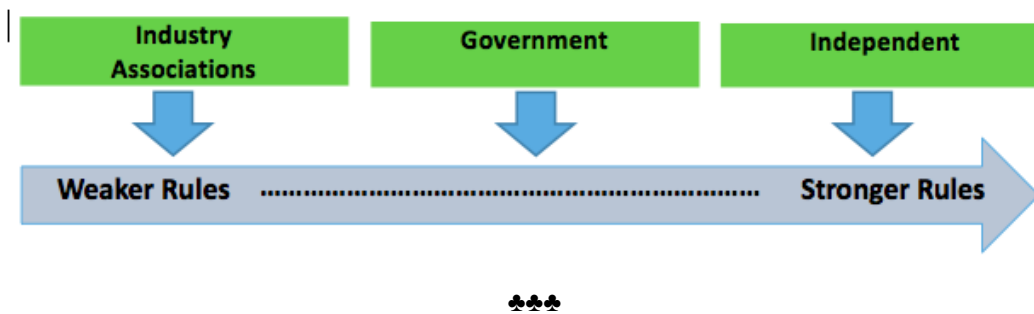 Industry
Associations
Government
Independent
Weaker Rules ………………………………………………………… Stronger Rules
♣♣♣